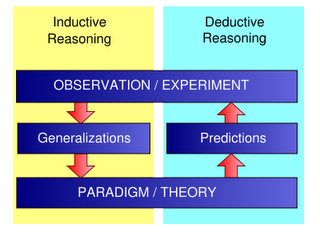 Inductive
Reasoning
Deductive
Reasoning
OBSERVATION / EXPERIMENT
Generalizations
Predictions
PARADIGM / THEORY